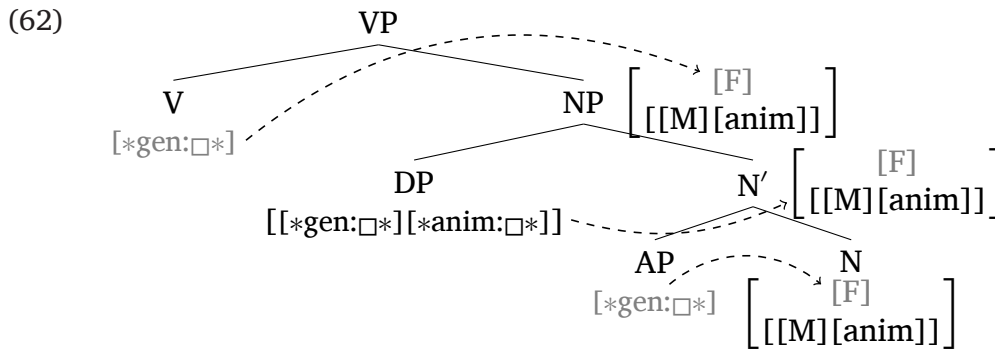 (62)
VP
V
[∗gen:□∗]
NP
[F]
[[M][anim]]
DP
[[∗gen:□∗][∗anim:□∗]]
N′
[F]
[[M][anim]]
AP
[∗gen:□∗]
N
[F]
[[M][anim]]